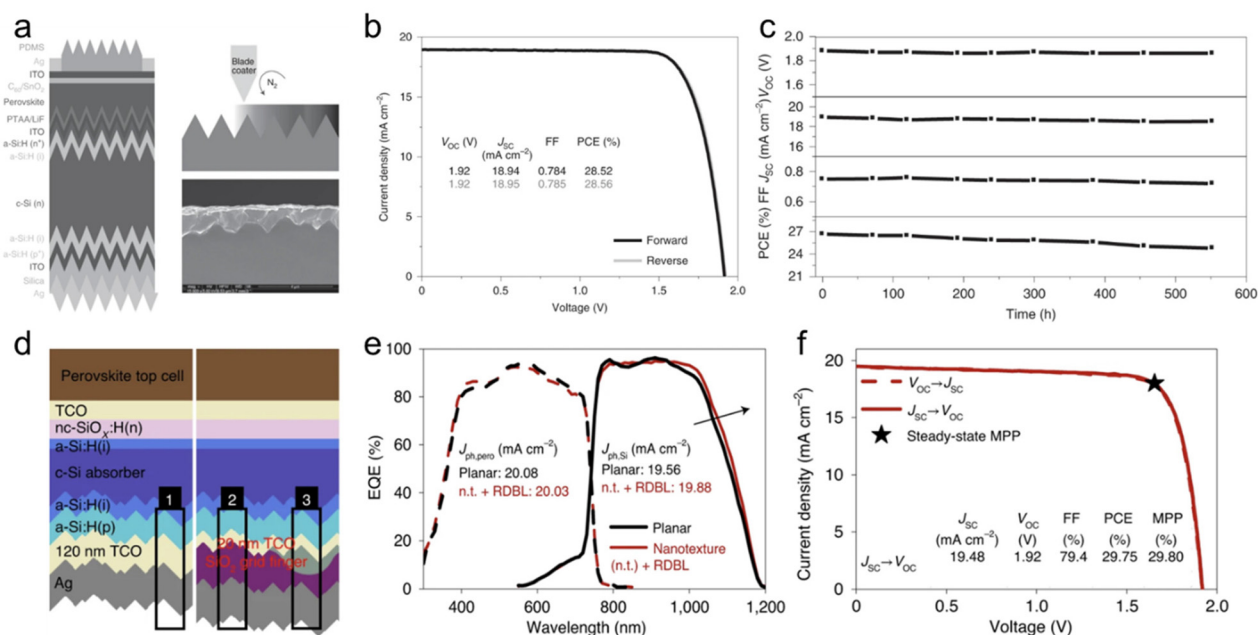 a
PDMS
Ag
ITO
C60/SnO2
Perovskite
PTAA/LiF
ITO
a-Si:H (n+)
a-Si:H (i)
c-Si (n)
a-Si:H (i)
a-Si:H (p+)
ITO
Silica
Ag
Blade
coater
N2
b
20
15
10
5
0
Current density (mA cm−2)
VOC (V) JSC (mA cm−2) FF PCE (%)
1.92 18.94 0.784 28.52
1.92 18.95 0.785 28.56
Forward
Reverse
0 0.5 1.0 1.5 2.0
Voltage (V)
c
PCE (%) FF JSC (mA cm−2) VOC (V)
2.0
1.8
1.6
20
18
16
0.8
0.6
27
24
21
0 100 200 300 400 500 600
Time (h)
d
Perovskite top cell
TCO
nc-SiOX:H(n)
a-Si:H(i)
c-Si absorber
a-Si:H(i)
a-Si:H(p)
120 nm TCO
Ag
1
2
3
20 nm TCO
SiO2 grid finger
e
100
80
60
40
20
0
EQE (%)
Jph,pero (mA cm−2)
Planar: 20.08
n.t. + RDBL: 20.03
Jph,Si (mA cm−2)
Planar: 19.56
n.t. + RDBL: 19.88
Planar
Nanotexture
(n.t.) + RDBL
400 600 800 1,000 1,200
Wavelength (nm)
f
20
15
10
5
0
Current density (mA cm−2)
VOC→JSC
JSC→VOC
Steady-state MPP
JSC VOC FF PCE MPP
(mA cm−2) (V) (%) (%) (%)
JSC→VOC 19.48 1.92 79.4 29.75 29.80
0 0.5 1.0 1.5 2.0
Voltage (V)